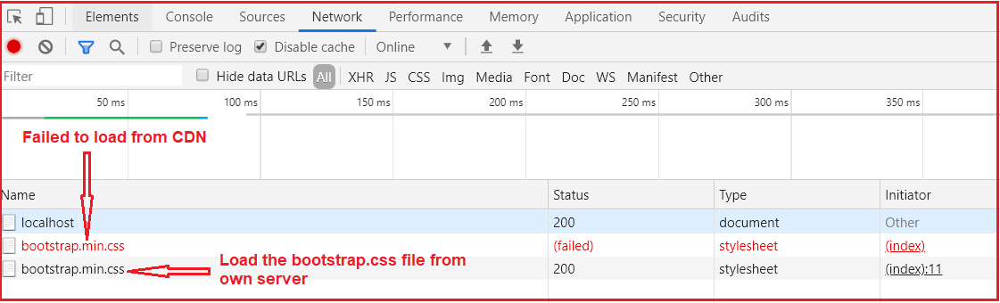 Elements Console Sources Network Performance Memory Application Security Audits
Preserve log Disable cache Online
Filter Hide data URLs All XHR JS CSS Img Media Font Doc WS Manifest Other
50 ms 100 ms 150 ms 200 ms 250 ms 300 ms 350 ms
Failed to load from CDN
Name Status Type Initiator
localhost 200 document Other
bootstrap.min.css (failed) stylesheet (index)
bootstrap.min.css 200 stylesheet (index):11
Load the bootstrap.css file from
own server